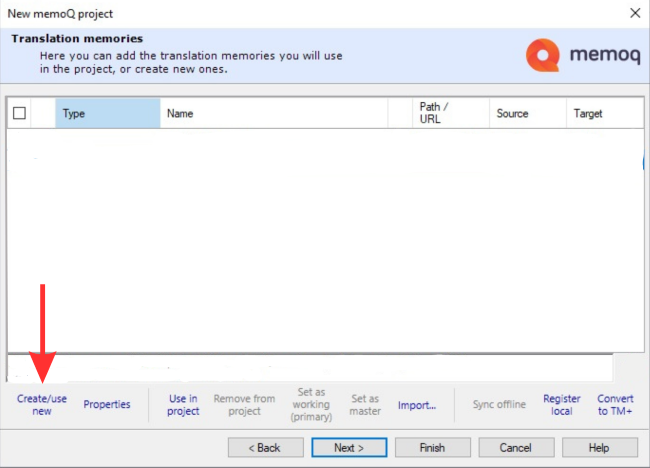 New memoQ project
Translation memories
Here you can add the translation memories you will use
in the project, or create new ones.
memoq
Type Name Path / URL Source Target
Create/use new Properties Use in project Remove from project Set as working (primary) Set as master Import... Sync offline Register local Convert to TM+
< Back Next > Finish Cancel Help